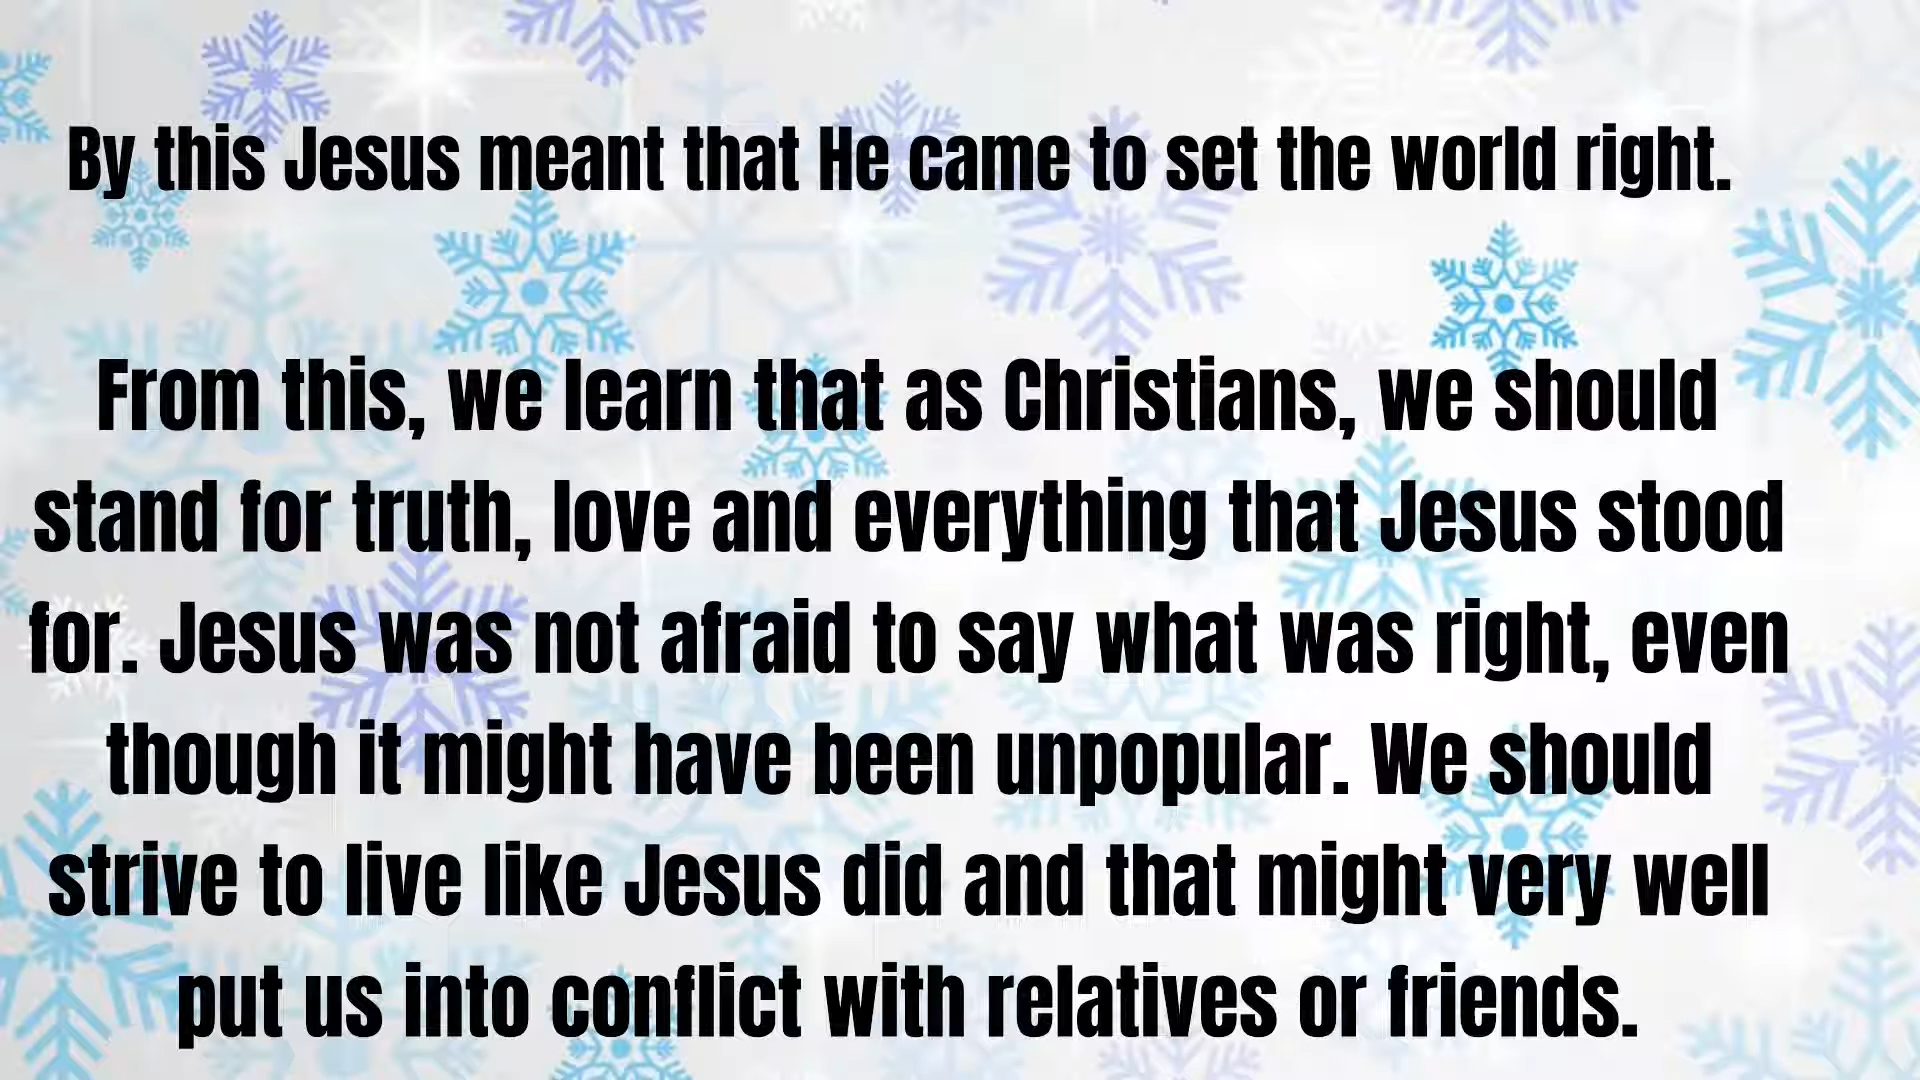 By this Jesus meant that He came to set the world right.
From this, we learn that as Christians, we should
stand for truth, love and everything that Jesus stood
for. Jesus was not afraid to say what was right, even
though it might have been unpopular. We should
strive to live like Jesus did and that might very well
put us into conflict with relatives or friends.